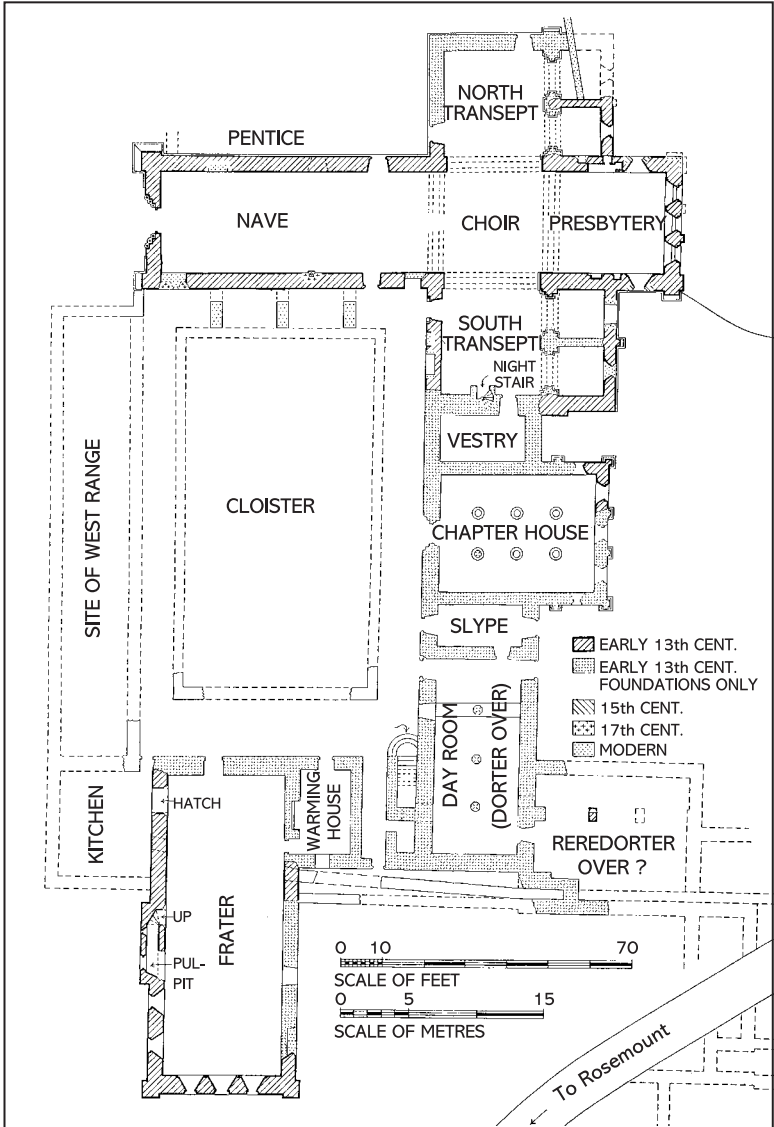 NORTH
TRANSEPT
PENTICE
NAVE
CHOIR
PRESBYTERY
SOUTH
TRANSEPT
NIGHT
STAIR
VESTRY
SITE OF WEST RANGE
CLOISTER
CHAPTER HOUSE
SLYPE
EARLY 13th CENT.
EARLY 13th CENT.
FOUNDATIONS ONLY
15th CENT.
17th CENT.
MODERN
DAY ROOM
(DORTER OVER)
KITCHEN
HATCH
WARMING
HOUSE
REREDORTER
OVER ?
UP
FRATER
PUL-
PIT
0 10 70
SCALE OF FEET
0 5 15
SCALE OF METRES
To Rosemount